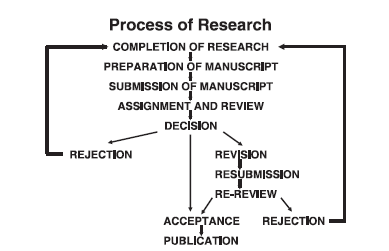 Process of Research
COMPLETION OF RESEARCH
PREPARATION OF MANUSCRIPT
SUBMISSION OF MANUSCRIPT
ASSIGNMENT AND REVIEW
DECISION
REJECTION
REVISION
RESUBMISSION
RE-REVIEW
ACCEPTANCE
REJECTION
PUBLICATION